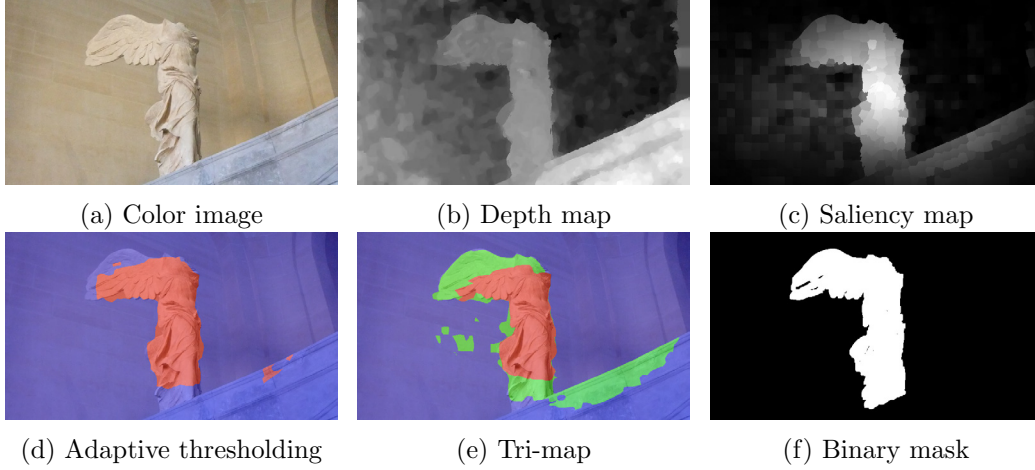 (a) Color image
(b) Depth map
(c) Saliency map
(d) Adaptive thresholding
(e) Tri-map
(f) Binary mask